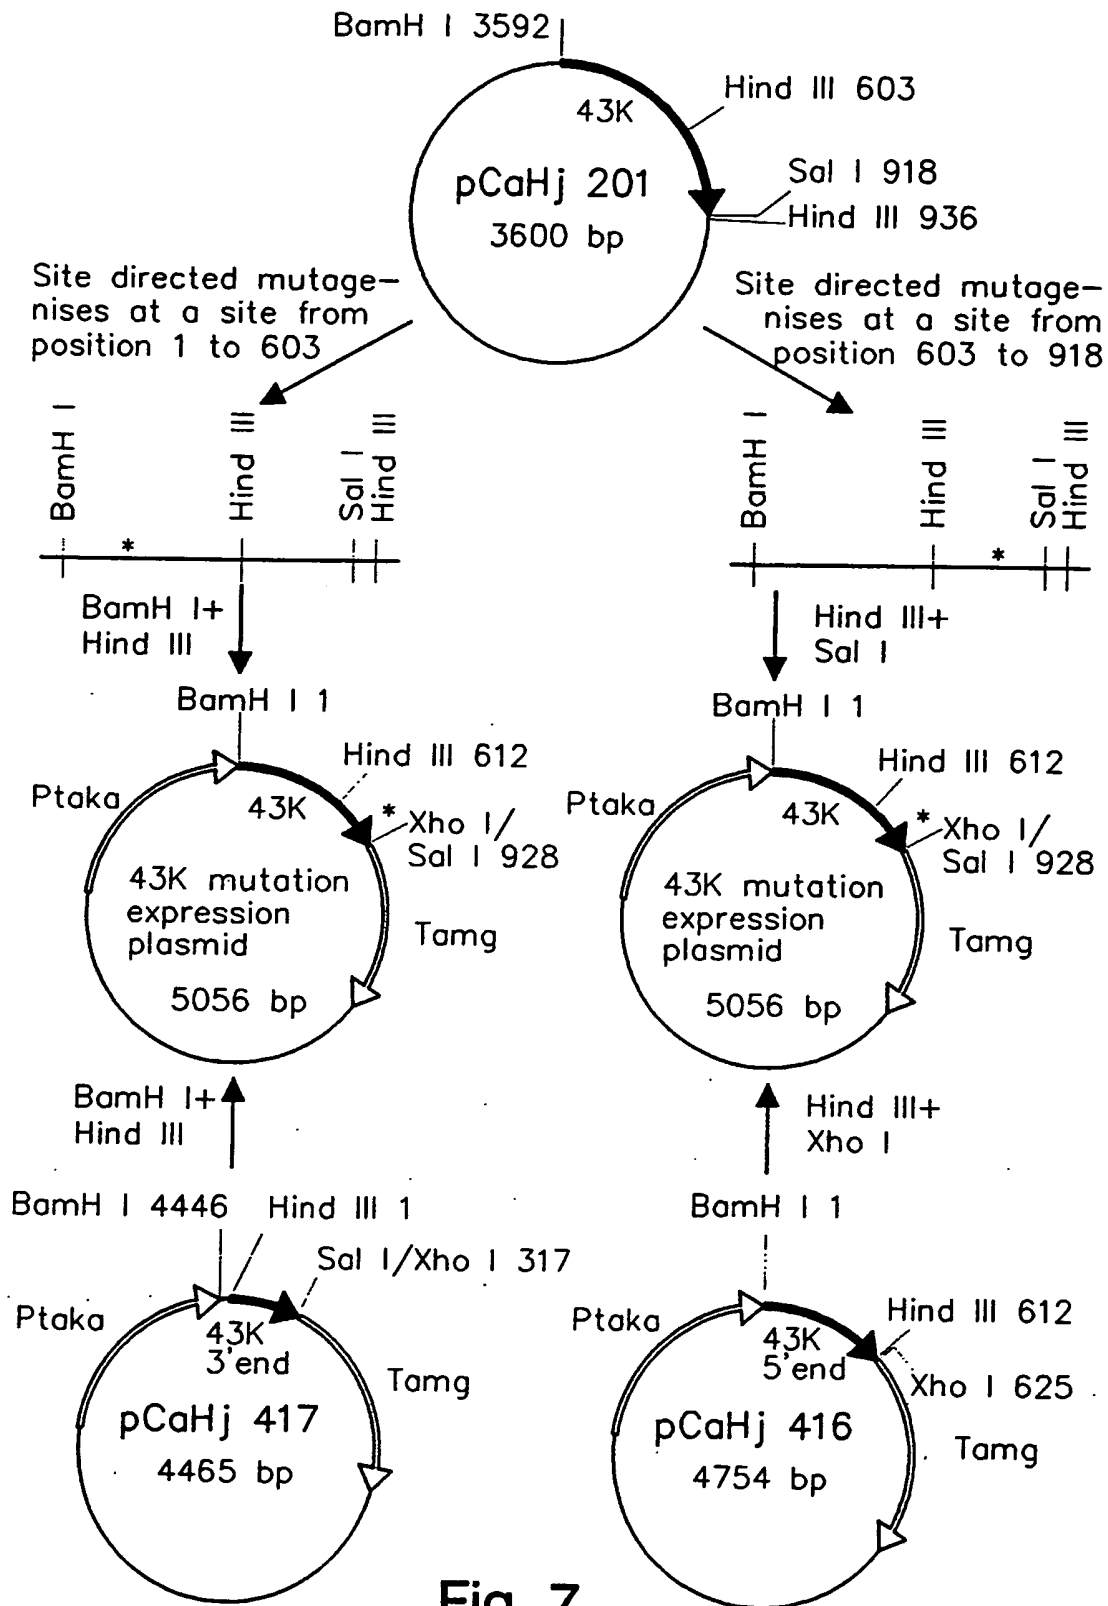 BamH I 3592
Hind III 603
43K
pCaHj 201
3600 bp
Sal I 918
Hind III 936
Site directed mutage-
nises at a site from
position 1 to 603
Site directed mutage-
nises at a site from
position 603 to 918
BamH I
Hind III
Sal I
Hind III
*
BamH I
Hind III
Sal I
Hind III
*
BamH I+
Hind III
Hind III+
Sal I
BamH I 1
Hind III 612
Ptaka
43K
* Xho I/
Sal I 928
43K mutation
expression
plasmid
Tamg
5056 bp
BamH I 1
Hind III 612
Ptaka
43K
* Xho I/
Sal I 928
43K mutation
expression
plasmid
Tamg
5056 bp
BamH I+
Hind III
Hind III+
Xho I
BamH I 4446
Hind III 1
Sal I/Xho I 317
Ptaka
43K
3'end
Tamg
pCaHj 417
4465 bp
BamH I 1
Ptaka
43K
5'end
Hind III 612
Xho I 625
pCaHj 416
Tamg
4754 bp
Fig. 7